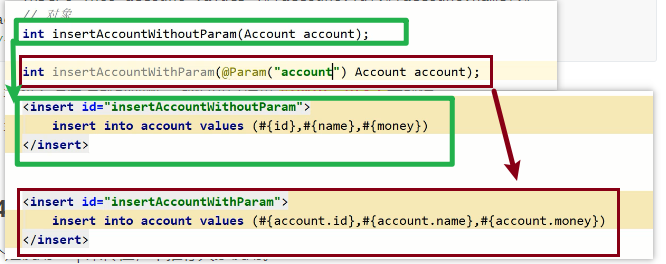 // 对象
int insertAccountWithoutParam(Account account);
int insertAccountWithParam(@Param("account") Account account);
<insert id="insertAccountWithoutParam">
insert into account values (#{id},#{name},#{money})
</insert>
<insert id="insertAccountWithParam">
insert into account values (#{account.id},#{account.name},#{account.money})
</insert>